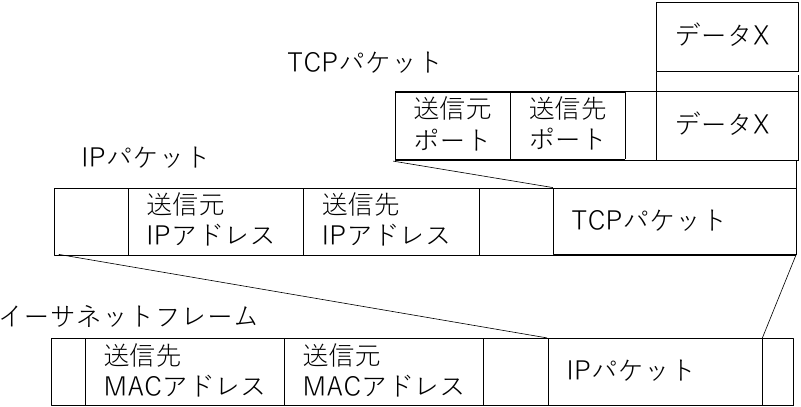 データX
TCPパケット
送信元
ポート
送信先
ポート
データX
IPパケット
送信元
IPアドレス
送信先
IPアドレス
TCPパケット
イーサネットフレーム
送信先
MACアドレス
送信元
MACアドレス
IPパケット